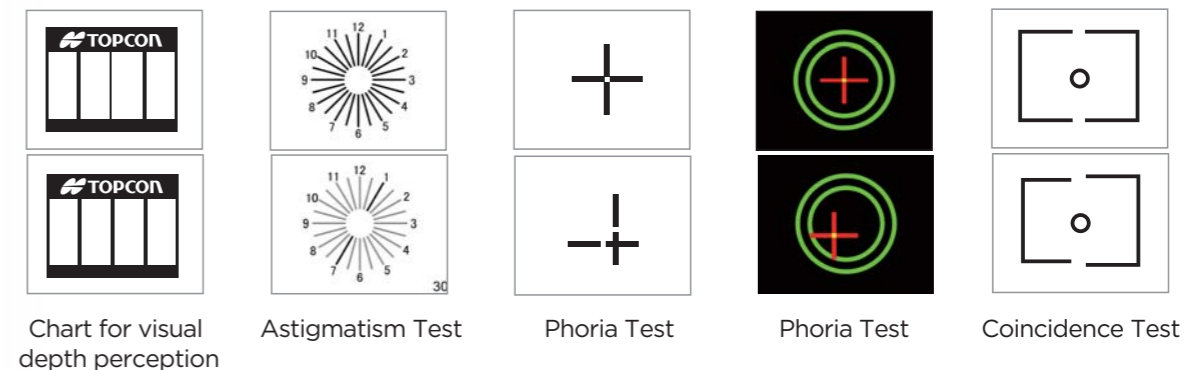 TOPCON
11 12 1
10 2
9 3
8 4
7 6 5
TOPCON
11 12 1
10 2
9 3
8 4
7 6 5
30
Chart for visual
depth perception
Astigmatism Test
Phoria Test
Phoria Test
Coincidence Test